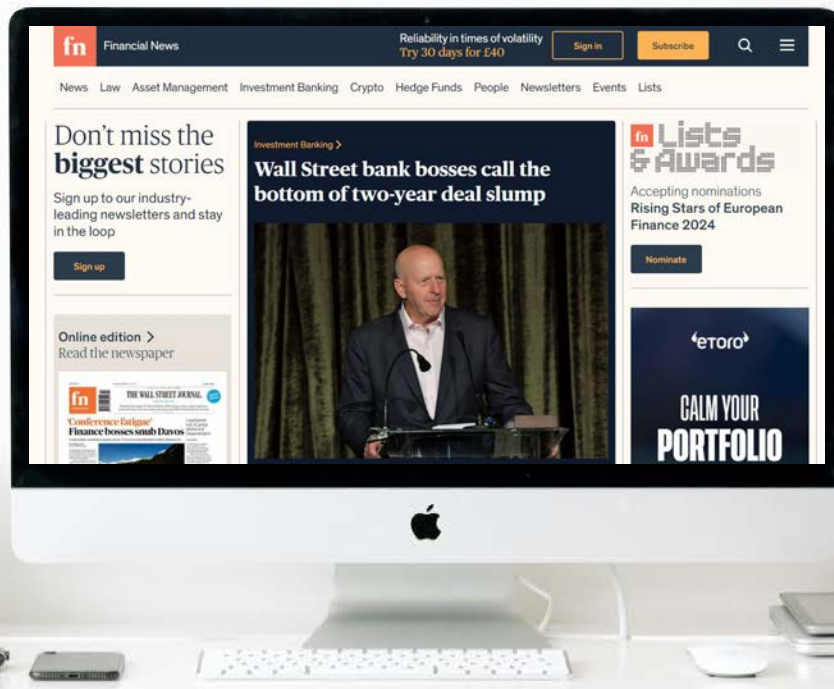 fn Financial News
Reliability in times of volatility
Try 30 days for £40
Sign in
Subscribe
News Law Asset Management Investment Banking Crypto Hedge Funds People Newsletters Events Lists
Don't miss the
biggest stories
Sign up to our industry-
leading newsletters and stay
in the loop
Sign up
Online edition >
Read the newspaper
fn
THE WALL STREET JOURNAL.
'Conference fatigue'
Finance bosses snub Davos
Investment Banking >
Wall Street bank bosses call the
bottom of two-year deal slump
fn Lists
& Awards
Accepting nominations
Rising Stars of European
Finance 2024
Nominate
eToro
CALM YOUR
PORTFOLIO